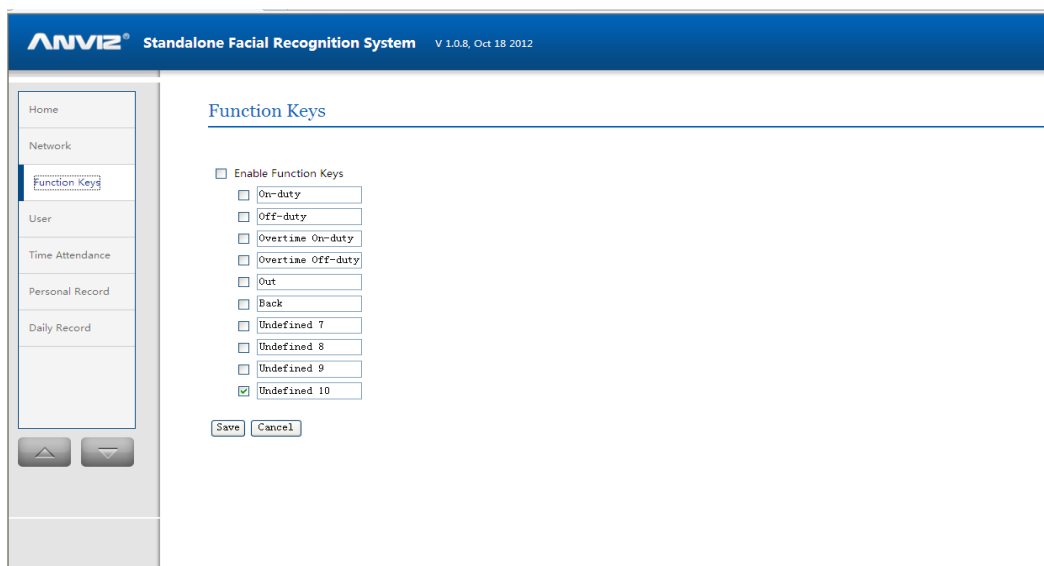 ANVIZ® Standalone Facial Recognition System V 1.0.8, Oct 18 2012
Home
Network
Function Keys
User
Time Attendance
Personal Record
Daily Record
Function Keys
Enable Function Keys
On-duty
Off-duty
Overtime On-duty
Overtime Off-duty
Out
Back
Undefined 7
Undefined 8
Undefined 9
Undefined 10
Save Cancel